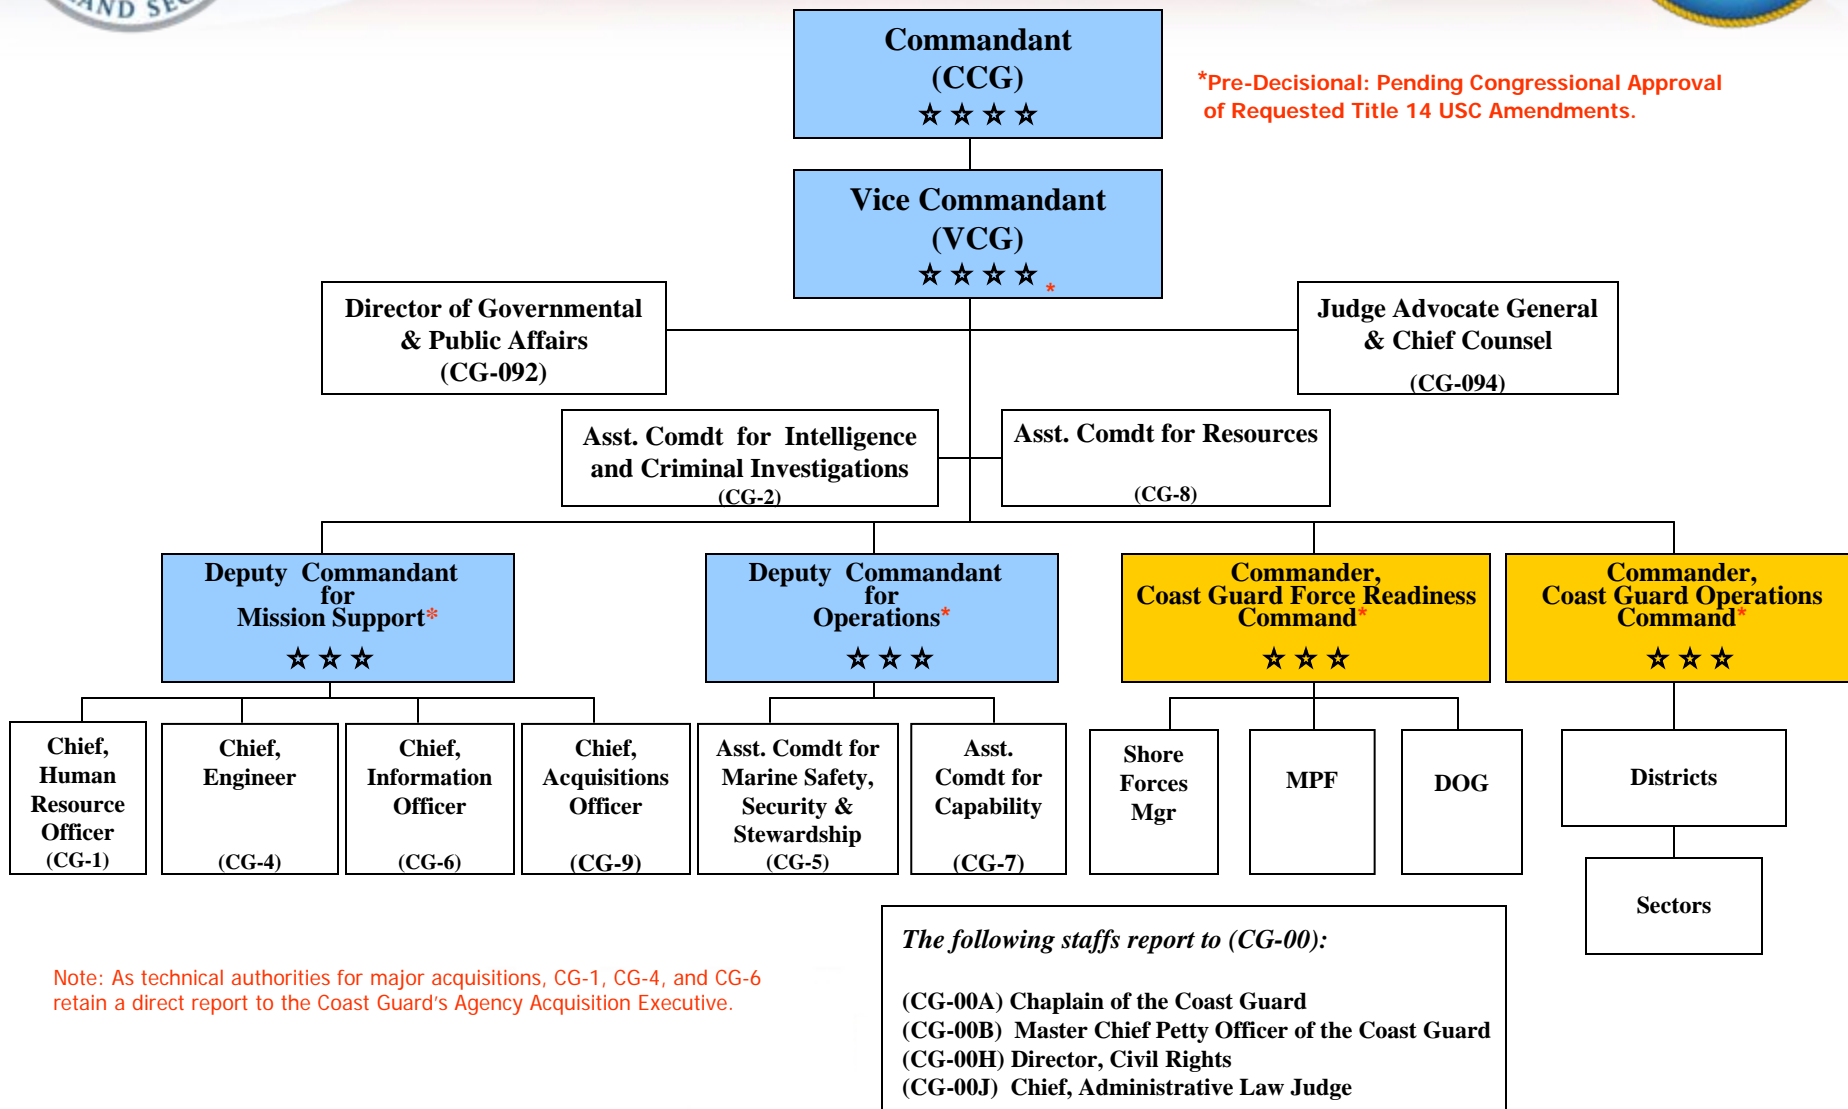 AND SEC
Commandant
(CCG)
*Pre-Decisional: Pending Congressional Approval
of Requested Title 14 USC Amendments.
Vice Commandant
(VCG)
*
Director of Governmental
& Public Affairs
(CG-092)
Judge Advocate General
& Chief Counsel
(CG-094)
Asst. Comdt for Intelligence
and Criminal Investigations
(CG-2)
Asst. Comdt for Resources
(CG-8)
Deputy Commandant
for
Mission Support*
Deputy Commandant
for
Operations*
Commander,
Coast Guard Force Readiness
Command*
Commander,
Coast Guard Operations
Command*
Chief,
Human
Resource
Officer
(CG-1)
Chief,
Engineer
(CG-4)
Chief,
Information
Officer
(CG-6)
Chief,
Acquisitions
Officer
(CG-9)
Asst. Comdt for
Marine Safety,
Security &
Stewardship
(CG-5)
Asst.
Comdt for
Capability
(CG-7)
Shore
Forces
Mgr
MPF
DOG
Districts
Sectors
Note: As technical authorities for major acquisitions, CG-1, CG-4, and CG-6
retain a direct report to the Coast Guard's Agency Acquisition Executive.
The following staffs report to (CG-00):
(CG-00A) Chaplain of the Coast Guard
(CG-00B) Master Chief Petty Officer of the Coast Guard
(CG-00H) Director, Civil Rights
(CG-00J) Chief, Administrative Law Judge